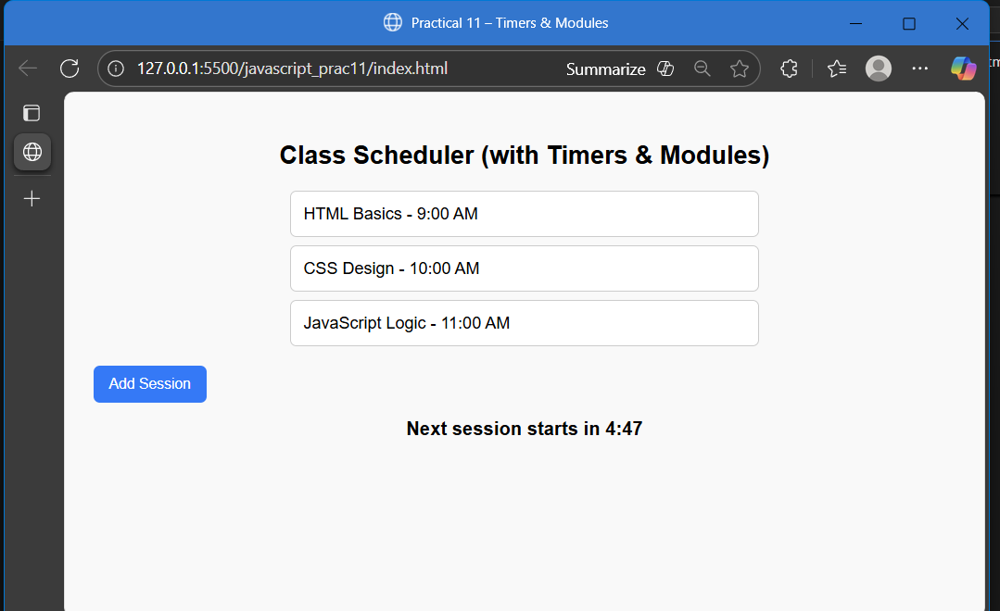 Practical 11 – Timers & Modules
127.0.0.1:5500/javascript_prac11/index.html
Summarize
Class Scheduler (with Timers & Modules)
HTML Basics - 9:00 AM
CSS Design - 10:00 AM
JavaScript Logic - 11:00 AM
Add Session
Next session starts in 4:47